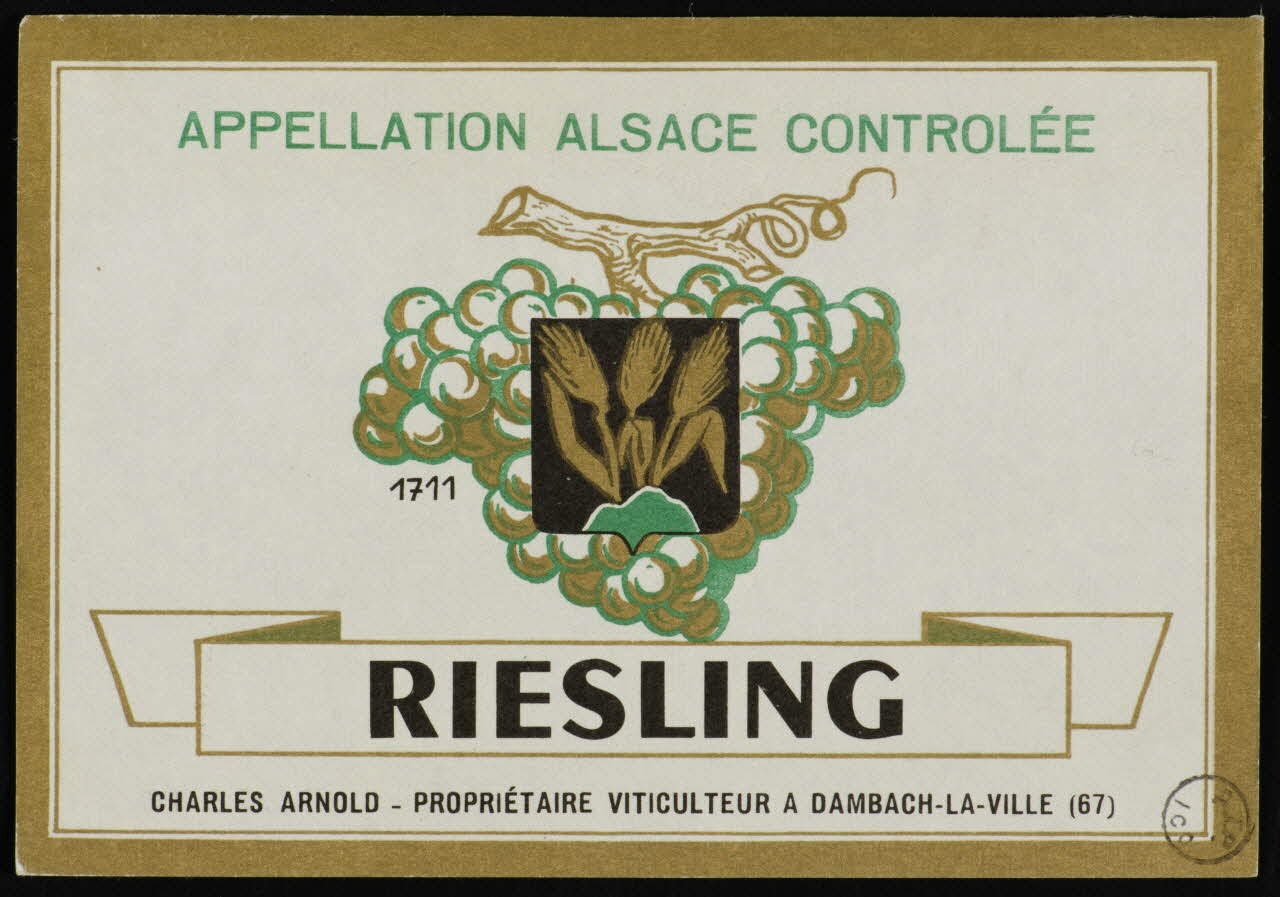 APPELLATION ALSACE CONTROLÉE
1711
RIESLING
CHARLES ARNOLD - PROPRIÉTAIRE VITICULTEUR A DAMBACH-LA-VILLE (67)